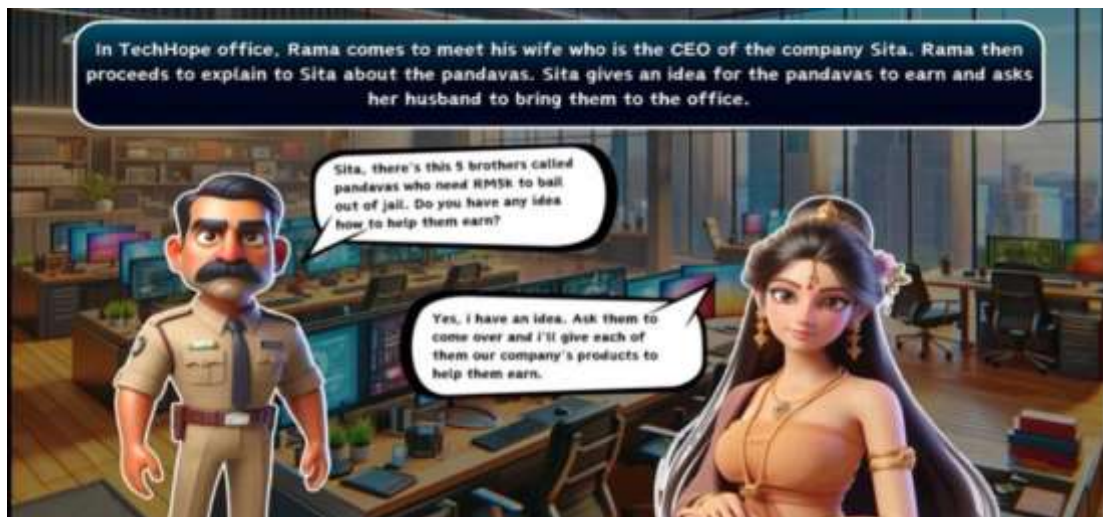 In TechHope office, Rama comes to meet his wife who is the CEO of the company Sita. Rama then
proceeds to explain to Sita about the pandavas. Sita gives an idea for the pandavas to earn and asks
her husband to bring them to the office.
Sita, there's this 5 brothers called
pandavas who need RM5k to bail
out of jail. Do you have any idea
how to help them earn?
Yes, i have an idea. Ask them to
come over and i'll give each of
them our company's products to
help them earn.